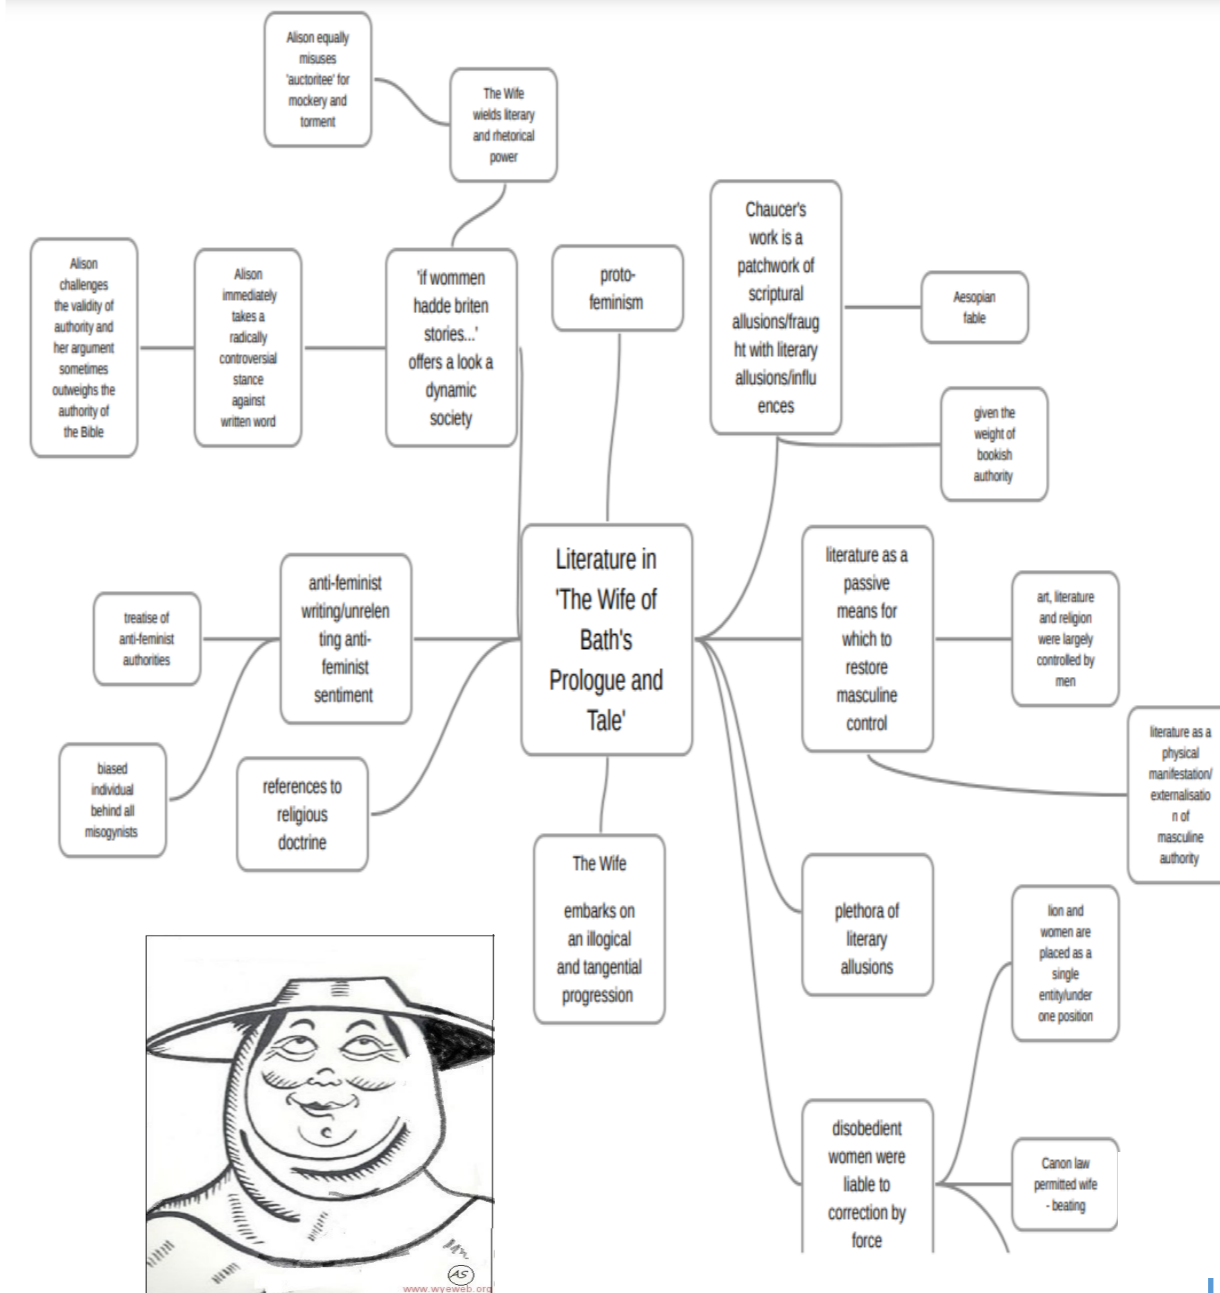 Alison equally
misuses
'auctoritee' for
mockery and
torment
The Wife
wields literary
and rhetorical
power
Chaucer's
work is a
patchwork of
scriptural
allusions/fraug
ht with literary
allusions/influ
ences
Aesopian
fable
given the
weight of
bookish
authority
proto-
feminism
'if wommen
hadde briten
stories...'
offers a look a
dynamic
society
Alison
immediately
takes a
radically
controversial
stance
against
written word
Alison
challenges
the validity of
authority and
her argument
sometimes
outweighs the
authority of
the Bible
Literature in
'The Wife of
Bath's
Prologue and
Tale'
anti-feminist
writing/unrelen
ting anti-
feminist
sentiment
treatise of
anti-feminist
authorities
biased
individual
behind all
misogynists
references to
religious
doctrine
The Wife
embarks on
an illogical
and tangential
progression
literature as a
passive
means for
which to
restore
masculine
control
art, literature
and religion
were largely
controlled by
men
literature as a
physical
manifestation/
externalisatio
n of
masculine
authority
plethora of
literary
allusions
lion and
women are
placed as a
single
entity/under
one position
disobedient
women were
liable to
correction by
force
Canon law
permitted wife
- beating
AS
www.wyeweb.org